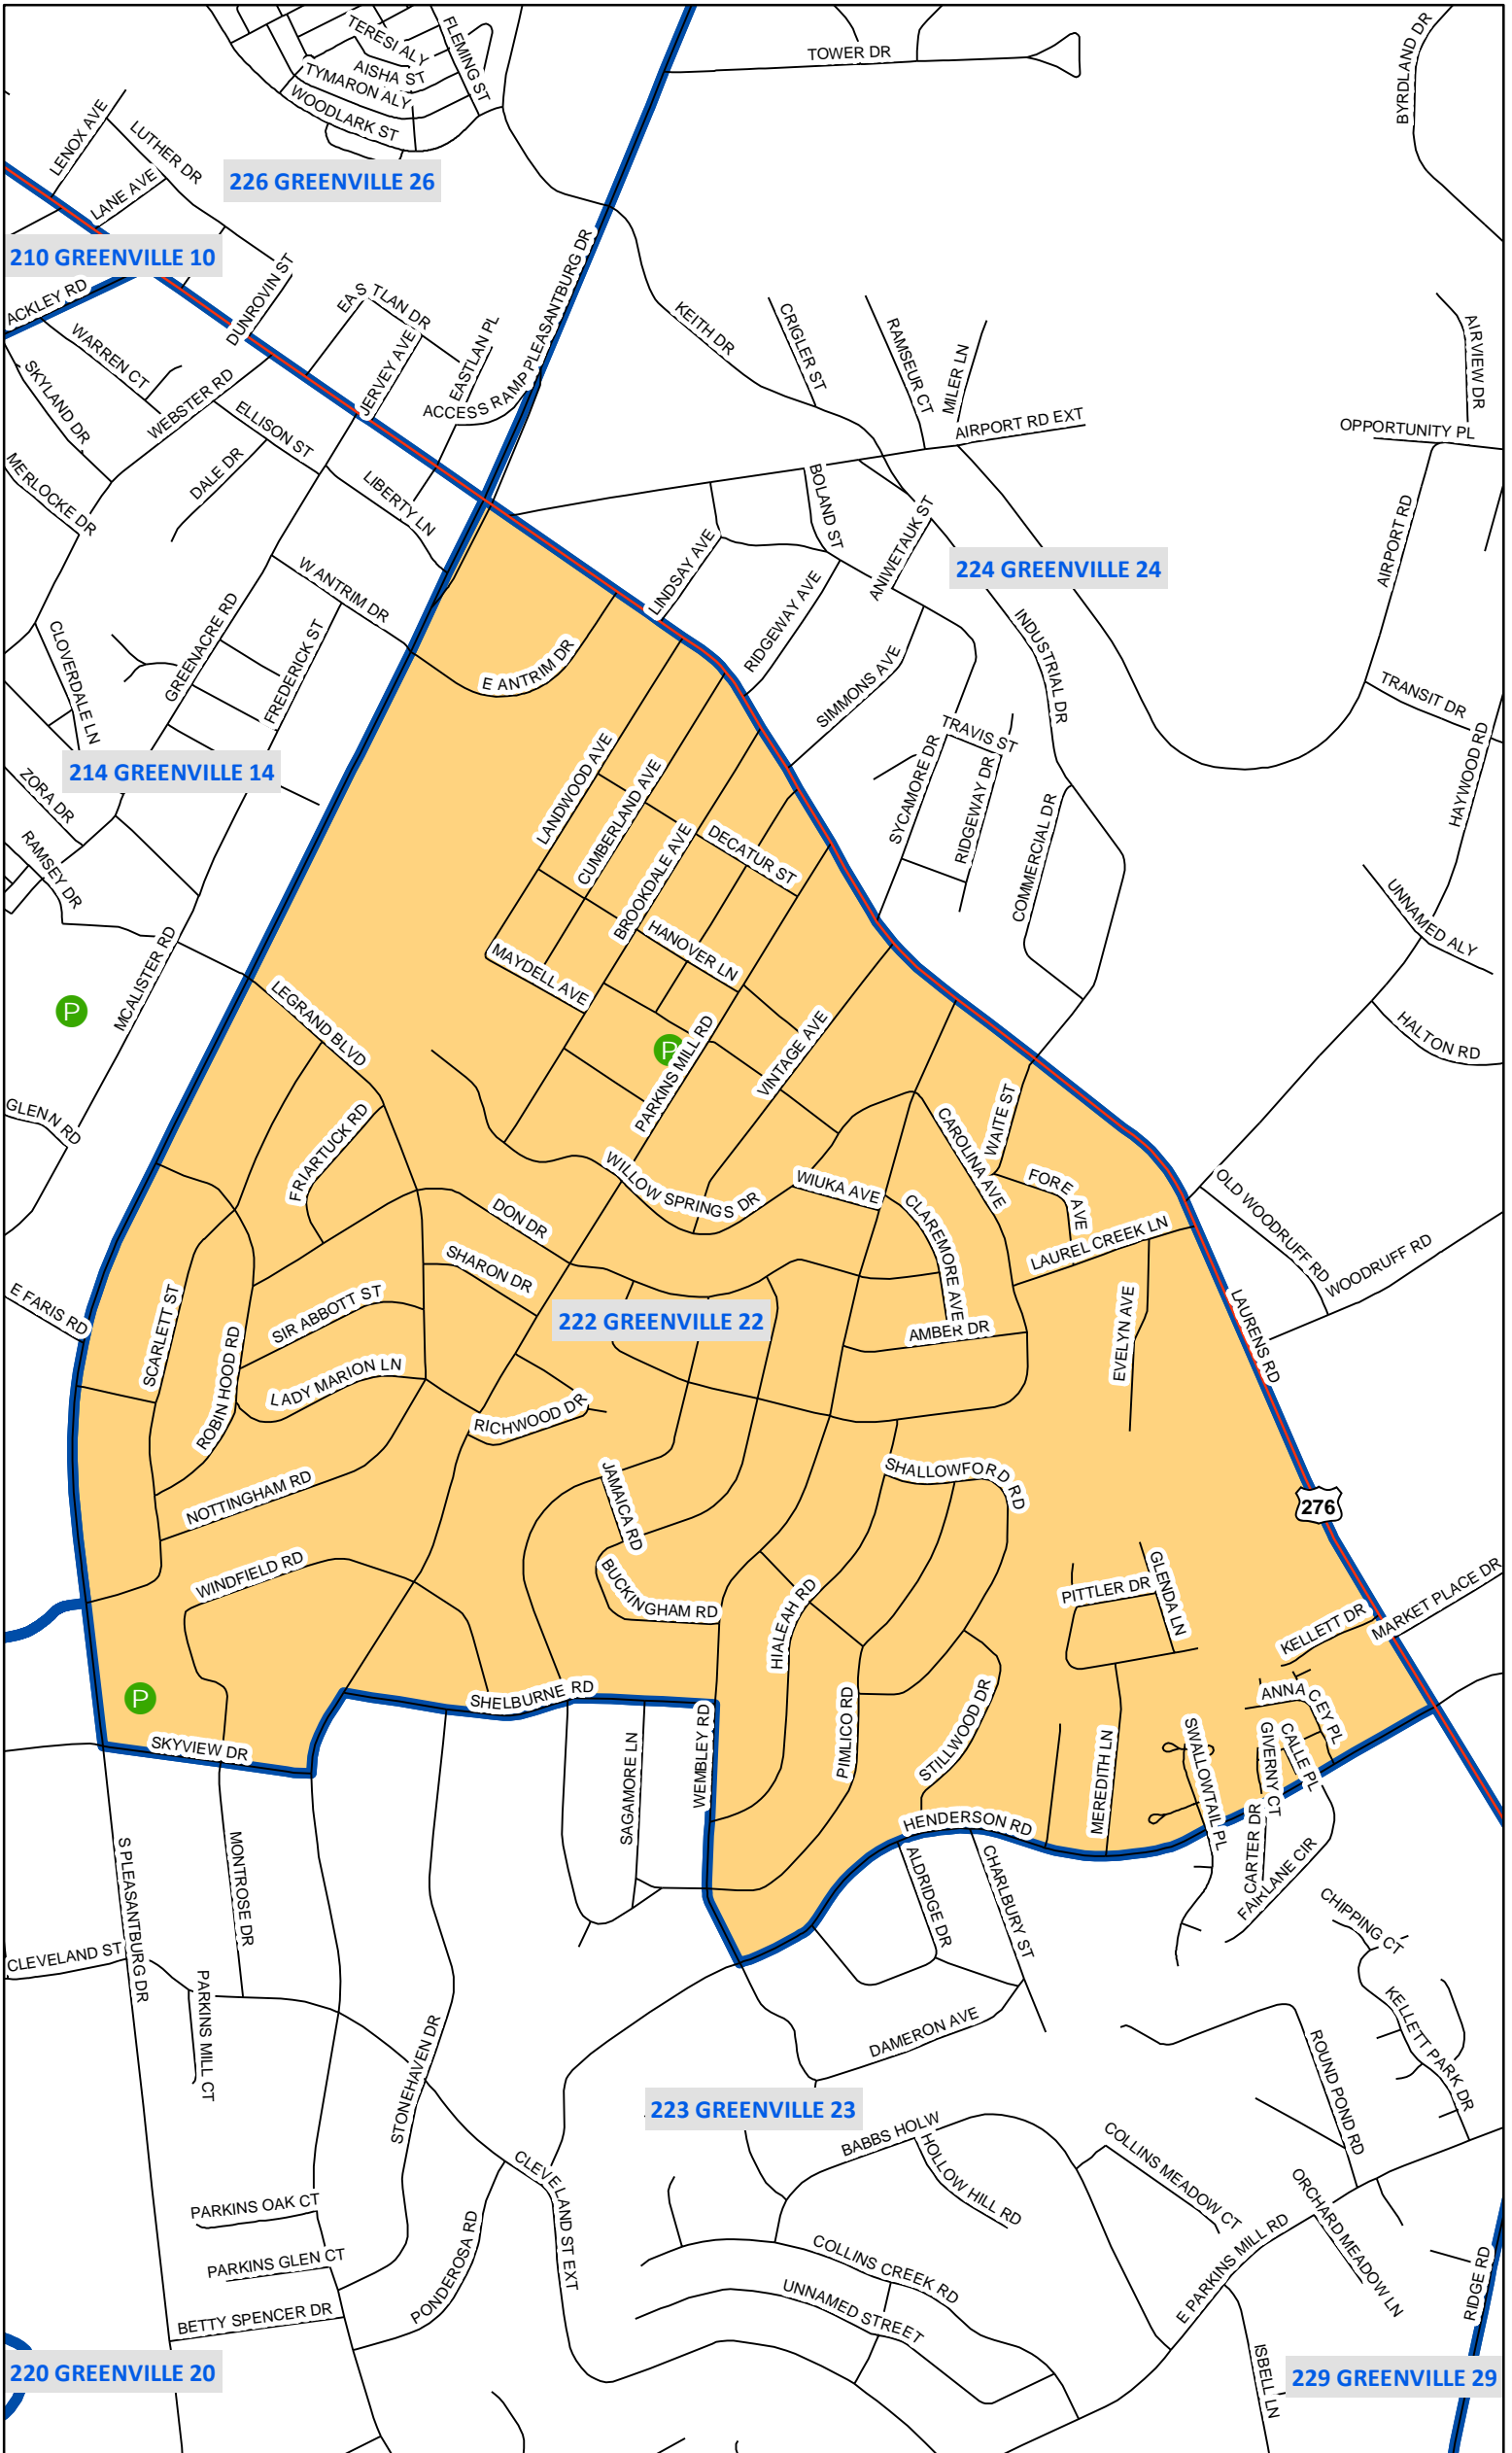 TERESI ALY
FLEMING ST
AISHA ST
TYMARON ALY
WOODLARK ST
TOWER DR
BYRDLAND DR
LENOX AVE
LUTHER DR
LANE AVE
226 GREENVILLE 26
210 GREENVILLE 10
ACKLEY RD
DUNROVIN ST
EASTLAN DR
PLEASANTBURG DR
KEITH DR
CRIGLER ST
RAMSEUR CT
MILER LN
AIRVIEW DR
WARREN CT
SKYLAND DR
WEBSTER RD
JERVEY AVE
EASTLAN PL
ACCESS RAMP
ELLISON ST
AIRPORT RD EXT
OPPORTUNITY PL
MERLOCKE DR
DALE DR
LIBERTY LN
BOLAND ST
ANIWETAUK ST
AIRPORT RD
224 GREENVILLE 24
W ANTRIM DR
LINDSAY AVE
RIDGEWAY AVE
INDUSTRIAL DR
CLOVERDALE LN
GREENACRE RD
FREDERICK ST
E ANTRIM DR
SIMMONS AVE
TRANSIT DR
TRAVIS ST
214 GREENVILLE 14
ZORA DR
LANDWOOD AVE
CUMBERLAND AVE
SYCAMORE DR
RIDGEWAY DR
HAYWOOD RD
RAMSEY DR
BROOKDALE AVE
DECATUR ST
COMMERCIAL DR
UNNAMED ALY
HANOVER LN
MAYDELL AVE
MCALISTER RD
LEGRAND BLVD
P
P
PARKINS MILL RD
VINTAGE AVE
HALTON RD
GLENN RD
FRIARTUCK RD
WAITE ST
CAROLINA AVE
WILLOW SPRINGS DR
WIUKA AVE
FORE AVE
OLD WOODRUFF RD
DON DR
CLAREMORE AVE
LAUREL CREEK LN
WOODRUFF RD
SHARON DR
E FARIS RD
SCARLETT ST
SIR ABBOTT ST
222 GREENVILLE 22
AMBER DR
EVELYN AVE
LAURENS RD
ROBIN HOOD RD
LADY MARION LN
RICHWOOD DR
SHALLOWFORD RD
NOTTINGHAM RD
JAMAICA RD
276
WINDFIELD RD
BUCKINGHAM RD
HIALEAH RD
PITTLER DR
GLENDA LN
MARKET PLACE DR
KELLETT DR
P
SHELBURNE RD
ANNACEY PL
SKYVIEW DR
SAGAMORE LN
WEMBLEY RD
PIMLICO RD
STILLWOOD DR
MEREDITH LN
SWALLOWTAIL PL
GIVERNY CT
CALLE PL
HENDERSON RD
CARTER DR
FAIRLANE CIR
S PLEASANTBURG DR
MONTROSE DR
ALDRIDGE DR
CHARLBURY ST
CHIPPING CT
CLEVELAND ST
PARKINS MILL CT
DAMERON AVE
KELLETT PARK DR
ROUND POND RD
STONEHAVEN DR
223 GREENVILLE 23
BABBS HOLW
HOLLOW HILL RD
COLLINS MEADOW CT
CLEVELAND ST EXT
PARKINS OAK CT
ORCHARD MEADOW LN
E PARKINS MILL RD
PARKINS GLEN CT
PONDEROSA RD
COLLINS CREEK RD
RIDGE RD
BETTY SPENCER DR
UNNAMED STREET
ISBELL LN
220 GREENVILLE 20
229 GREENVILLE 29